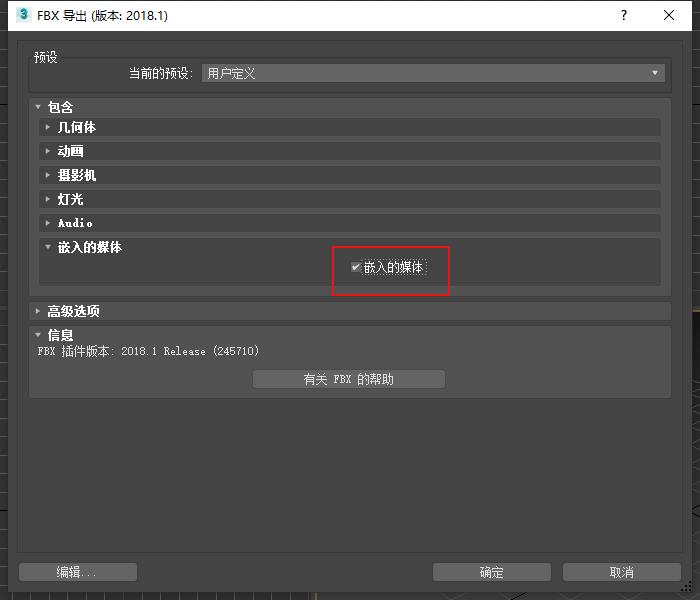 FBX 导出 (版本: 2018.1)
预设
当前的预设: 用户定义
包含
几何体
动画
摄影机
灯光
Audio
嵌入的媒体
嵌入的媒体
高级选项
信息
FBX 插件版本: 2018.1 Release (245710)
有关 FBX 的帮助
编辑... 确定 取消